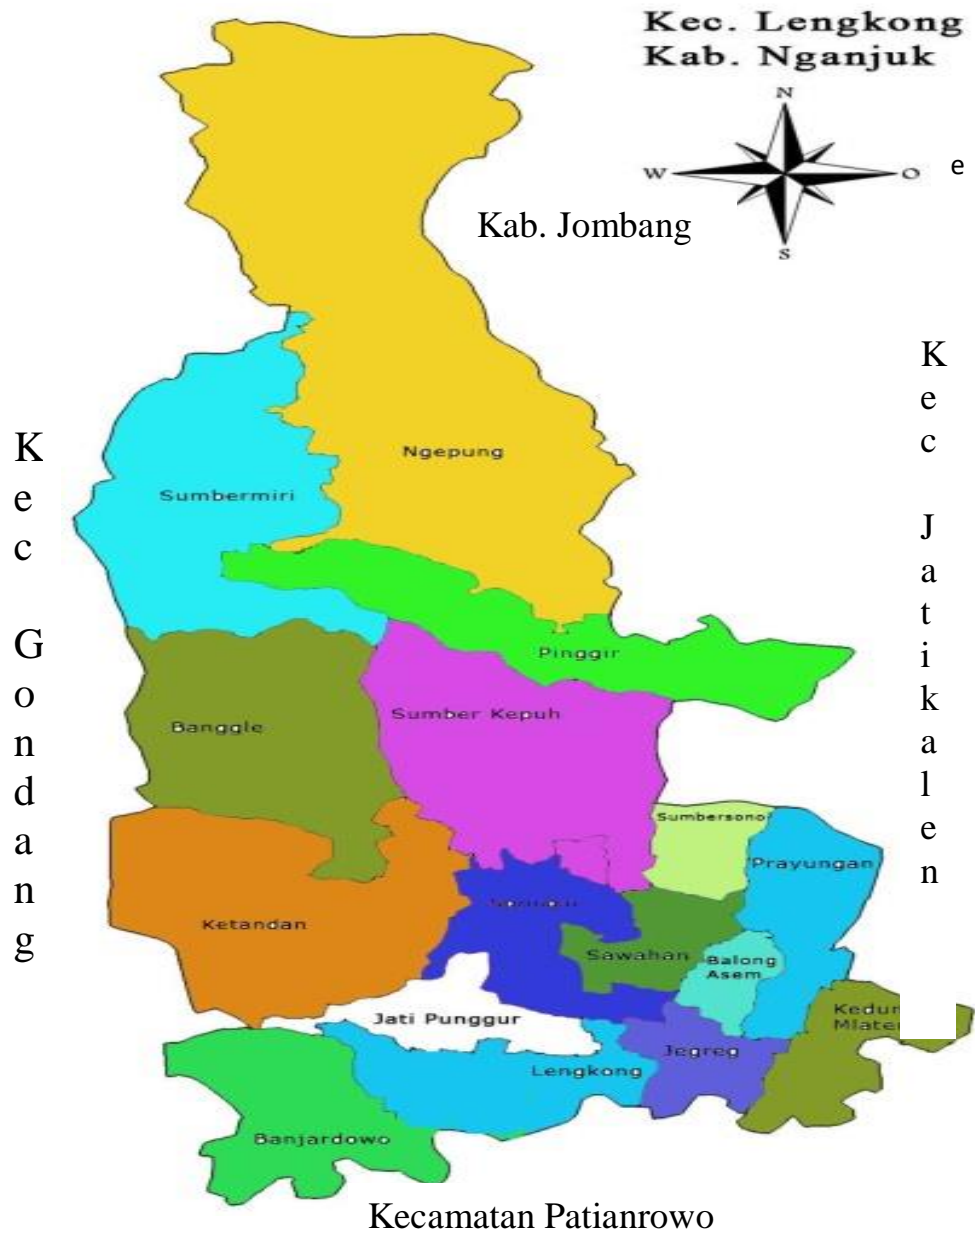 Kec. Lengkong
Kab. Nganjuk
N
W
O
S
e
Kab. Jombang
Kec Jatikalen
Kec Gondang
Ngepung
Sumbermiri
Pinggir
Sumber Kepuh
Banggle
Sumbersono
Prayungan
Ketandan
Sawahan
Balong
Asem
Kedun
Mlate
Jati Punggur
Jegreg
Lengkong
Banjardowo
Kecamatan Patianrowo